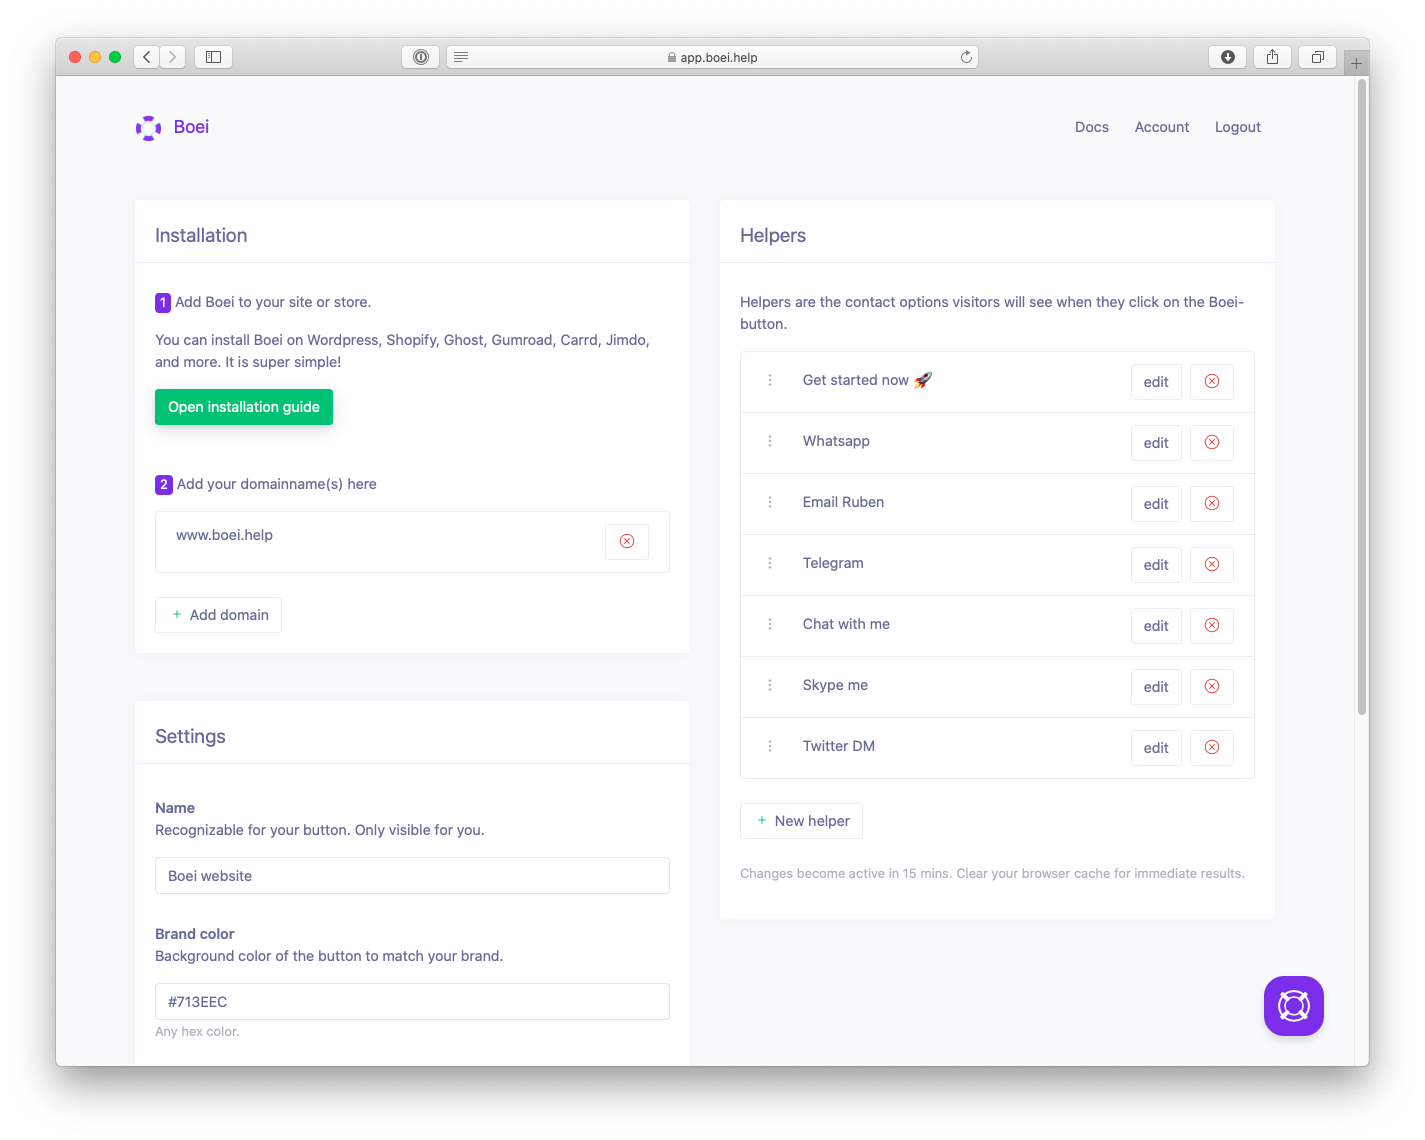 app.boei.help
Boei
Docs
Account
Logout
Installation
1 Add Boei to your site or store.
You can install Boei on Wordpress, Shopify, Ghost, Gumroad, Carrd, Jimdo,
and more. It is super simple!
Open installation guide
2 Add your domainname(s) here
www.boei.help
+ Add domain
Settings
Name
Recognizable for your button. Only visible for you.
Boei website
Brand color
Background color of the button to match your brand.
#713EEC
Any hex color.
Helpers
Helpers are the contact options visitors will see when they click on the Boei-
button.
Get started now 🚀 edit
Whatsapp edit
Email Ruben edit
Telegram edit
Chat with me edit
Skype me edit
Twitter DM edit
+ New helper
Changes become active in 15 mins. Clear your browser cache for immediate results.